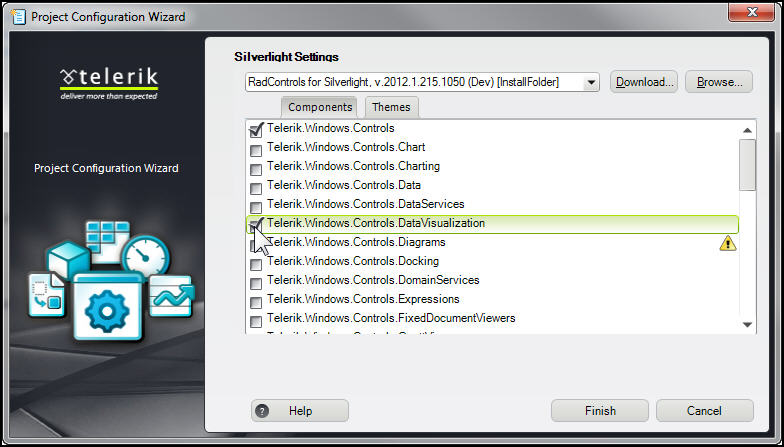 Project Configuration Wizard
telerik
deliver more than expected
Project Configuration Wizard
Silverlight Settings
RadControls for Silverlight, v.2012.1.215.1050 (Dev) [InstallFolder]
Download...
Browse...
Components
Themes
Telerik.Windows.Controls
Telerik.Windows.Controls.Chart
Telerik.Windows.Controls.Charting
Telerik.Windows.Controls.Data
Telerik.Windows.Controls.DataServices
Telerik.Windows.Controls.DataVisualization
Telerik.Windows.Controls.Diagrams
Telerik.Windows.Controls.Docking
Telerik.Windows.Controls.DomainServices
Telerik.Windows.Controls.Expressions
Telerik.Windows.Controls.FixedDocumentViewers
Help
Finish
Cancel